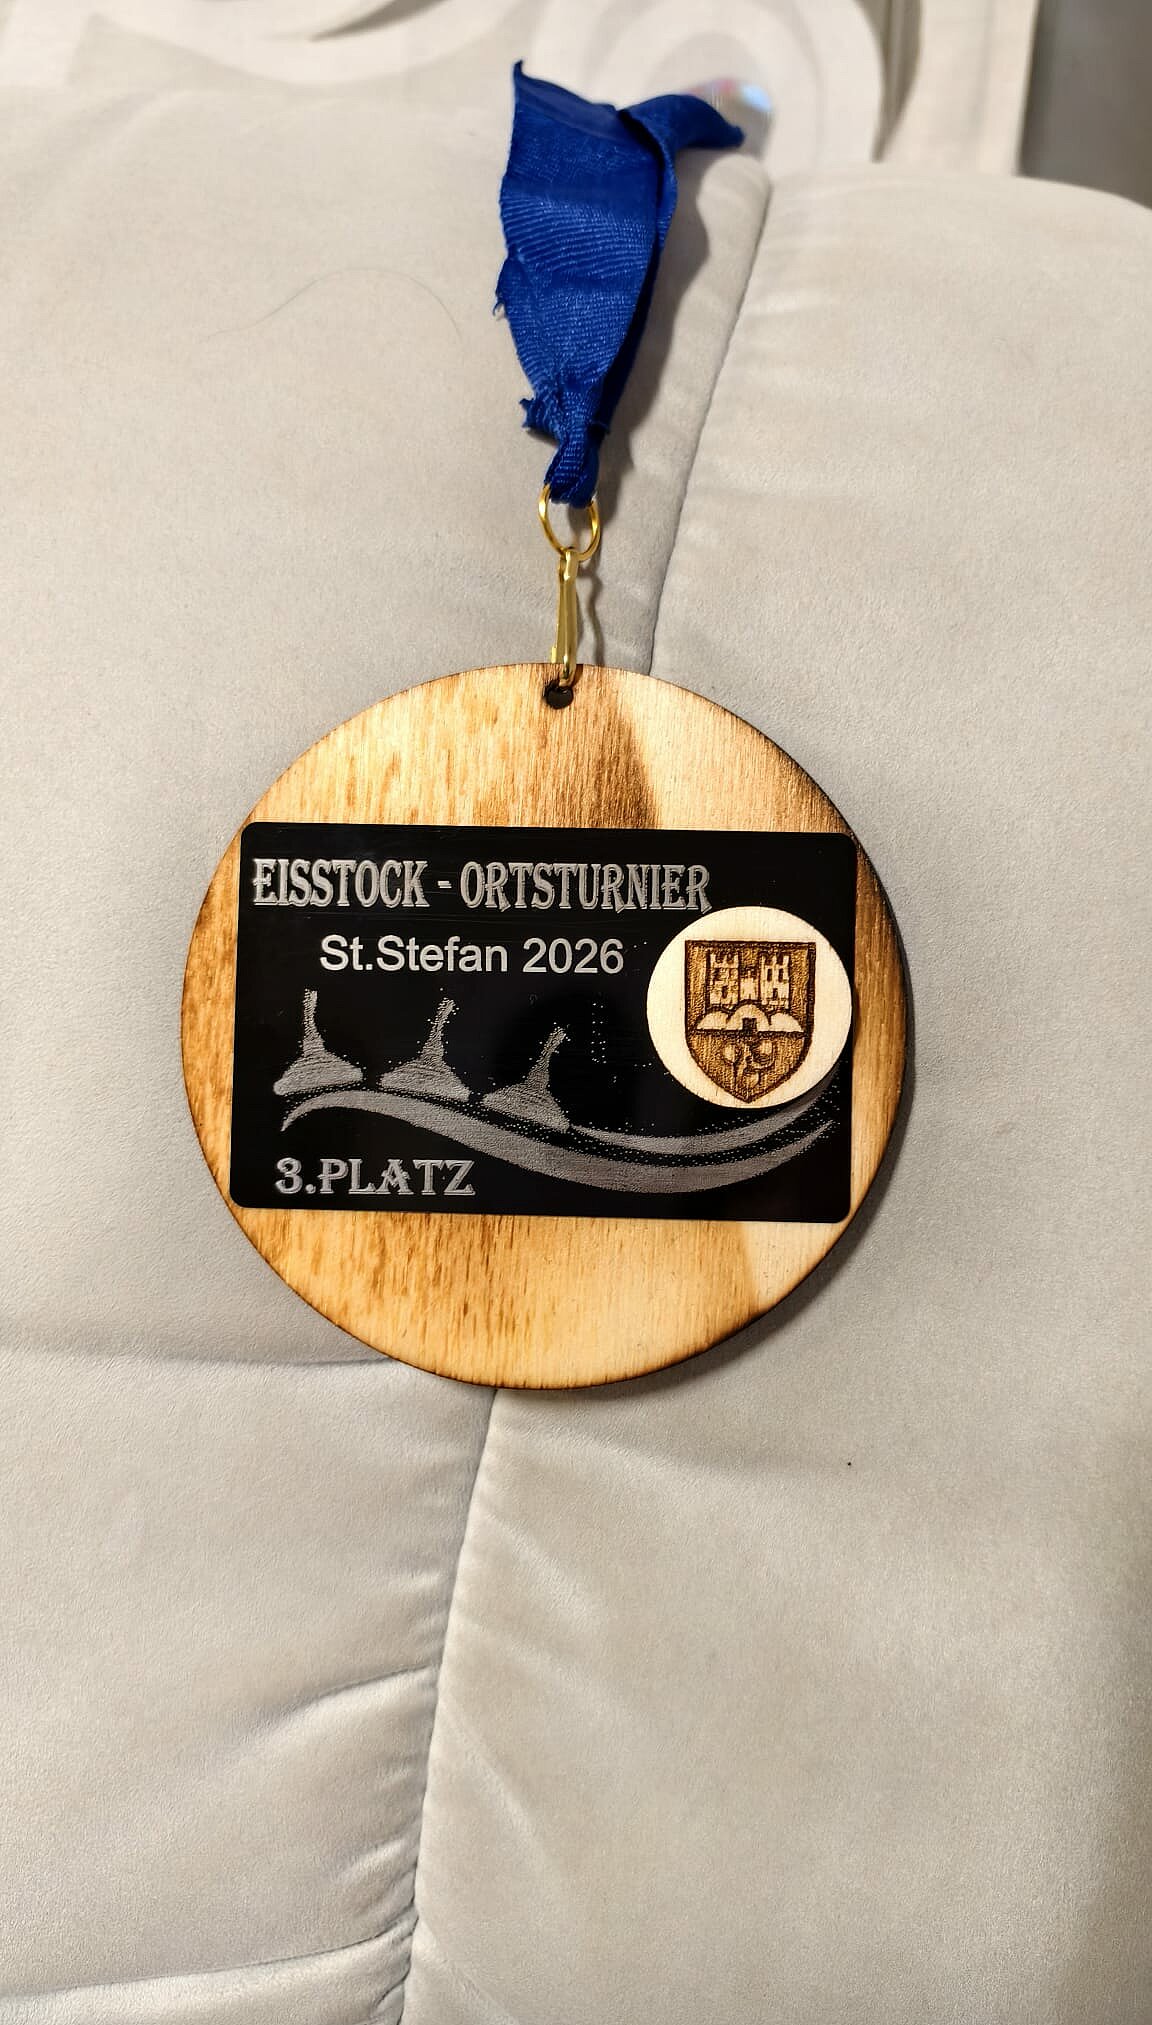 EISSTOCK - ORTSTURNIER
St.Stefan 2026
3.PLATZ